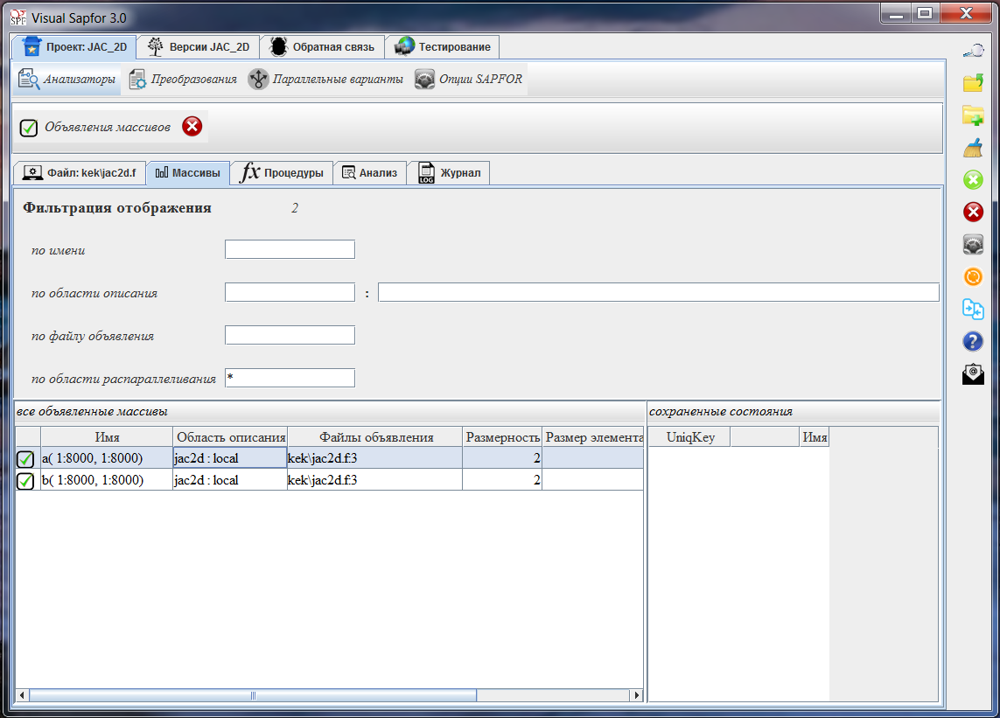 SPF Visual Sapfor 3.0
Проект: JAC_2D Версии JAC_2D Обратная связь Тестирование
Анализаторы Преобразования Параллельные варианты Опции SAPFOR
Объявления массивов
Файл: kek\jac2d.f Массивы fx Процедуры Анализ LOG Журнал
Фильтрация отображения 2
по имени
по области описания :
по файлу объявления
по области распараллеливания *
все объявленные массивы сохраненные состояния
Имя Область описания Файлы объявления Размерность Размер элемента UniqKey Имя
a( 1:8000, 1:8000) jac2d : local kek\jac2d.f:3 2
b( 1:8000, 1:8000) jac2d : local kek\jac2d.f:3 2